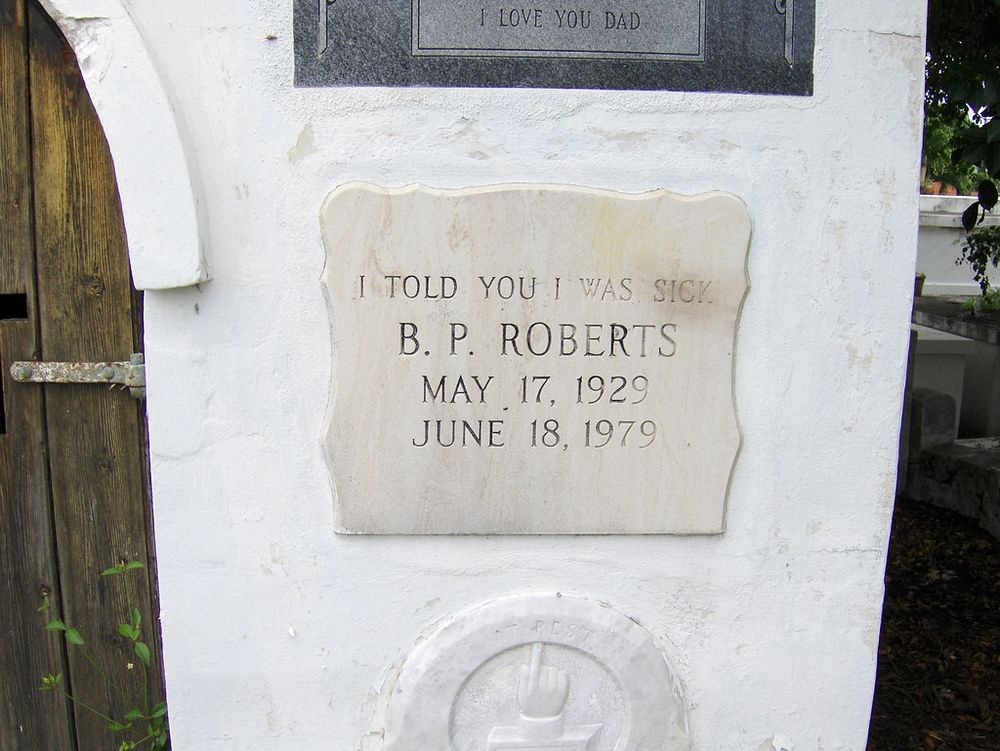 I LOVE YOU DAD
I TOLD YOU I WAS SICK
B. P. ROBERTS
MAY 17, 1929
JUNE 18, 1979
AT REST